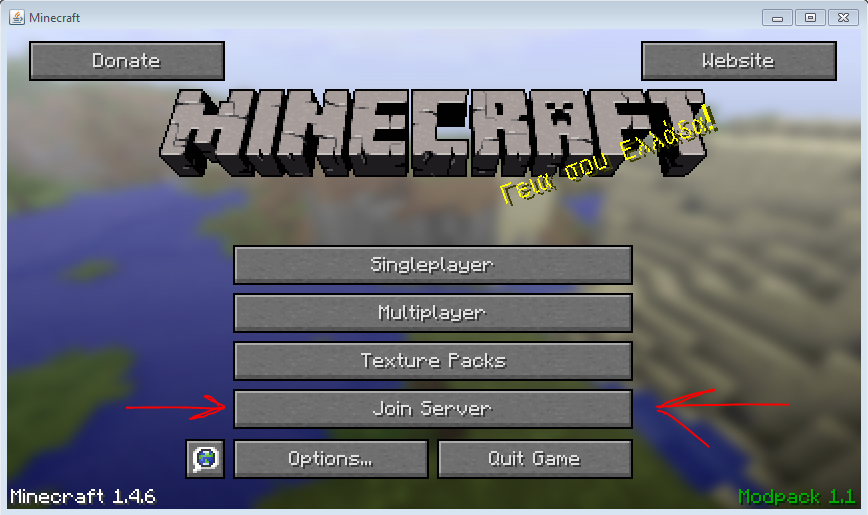 Minecraft
Donate
Website
MINECRAFT
Γεια σου Ελλάδα!
Singleplayer
Multiplayer
Texture Packs
Join Server
Options...
Quit Game
Minecraft 1.4.6
Modpack 1.1